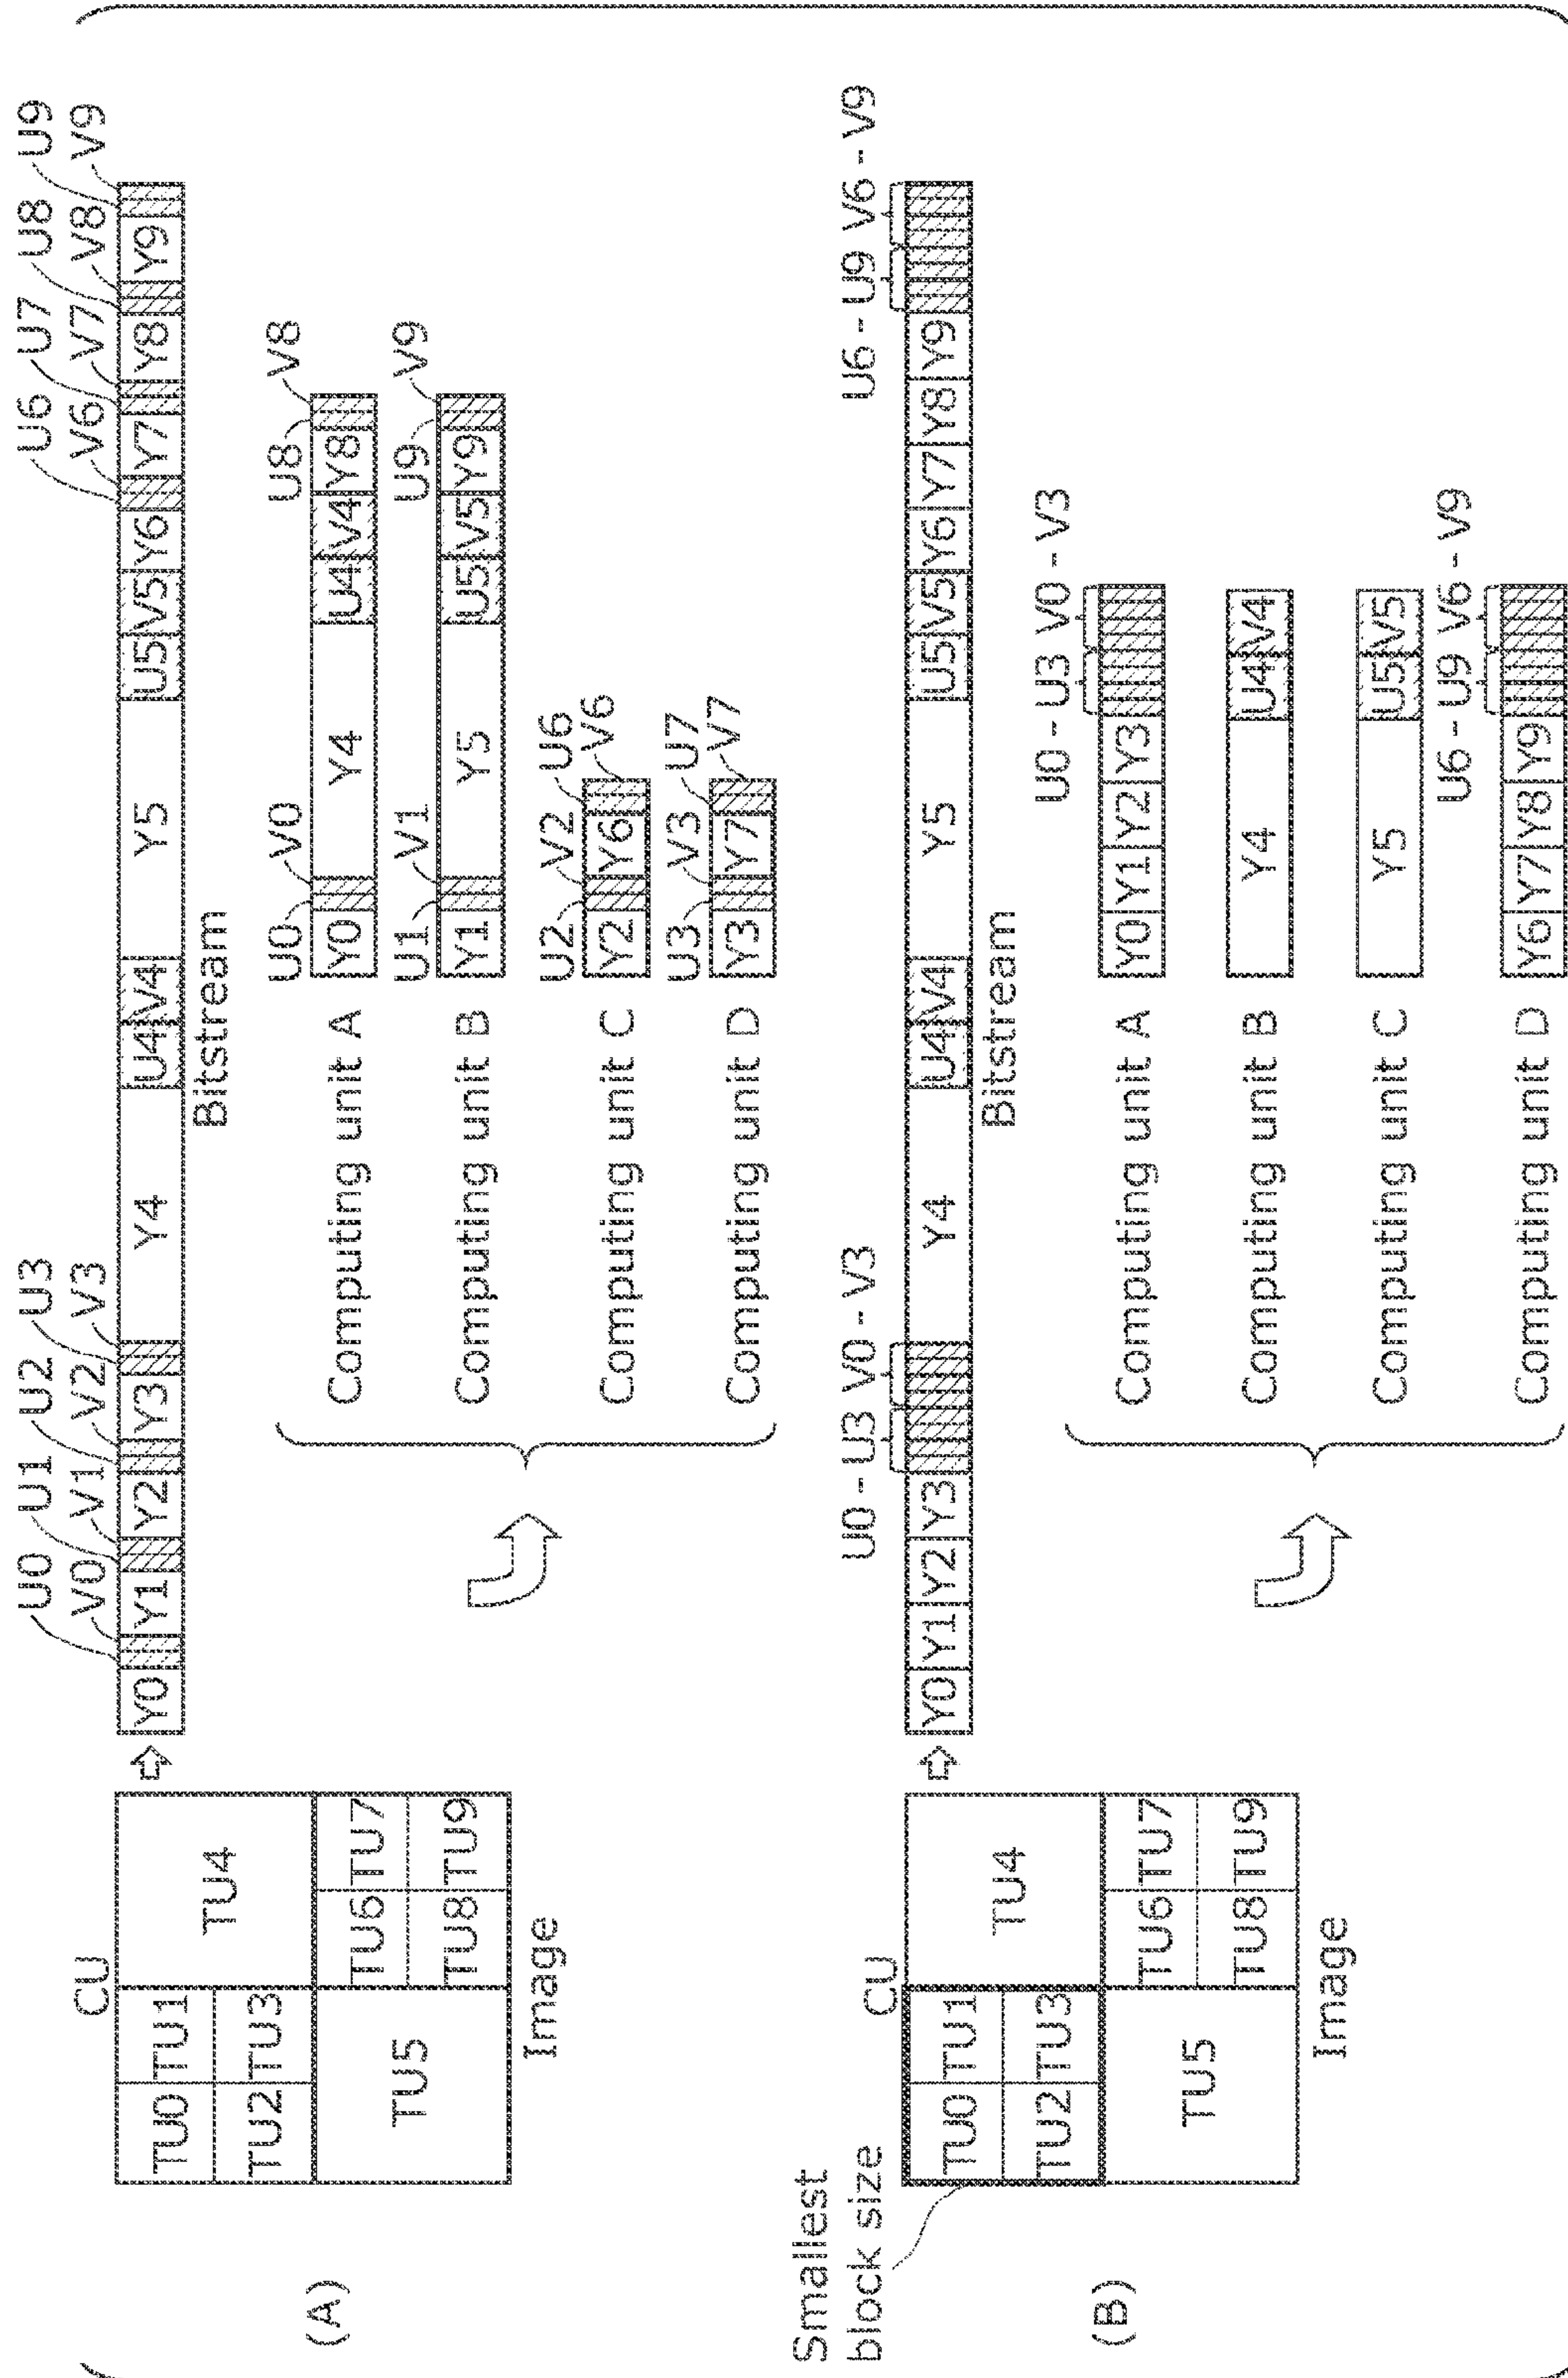 (A)
CU
TU0 TU1 TU4
TU2 TU3
TU5 TU6 TU7
TU8 TU9
Image
U0 U1 U2 U3 U6 U7 U8 U9
V0 V1 V2 V3 V6 V7 V8 V9
Y0 Y1 Y2 Y3 Y4 U4 V4 Y5 U5 V5 Y6 Y7 Y8 Y9
Bitstream
U0 V0 U8 V8
Computing unit A Y0 Y4 U4 V4 Y8
U1 V1 U9 V9
Computing unit B Y1 Y5 U5 V5 Y9
U2 V2 U6 V6
Computing unit C Y2 Y6
U3 V3 U7 V7
Computing unit D Y3 Y7
(B)
Smallest
block size
CU
TU0 TU1 TU4
TU2 TU3
TU5 TU6 TU7
TU8 TU9
Image
U0 - U3 V0 - V3 U6 - U9 V6 - V9
Y0 Y1 Y2 Y3 Y4 U4 V4 Y5 U5 V5 Y6 Y7 Y8 Y9
Bitstream
U0 - U3 V0 - V3
Computing unit A Y0 Y1 Y2 Y3
Computing unit B Y4 U4 V4
Computing unit C Y5 U5 V5
U6 - U9 V6 - V9
Computing unit D Y6 Y7 Y8 Y9